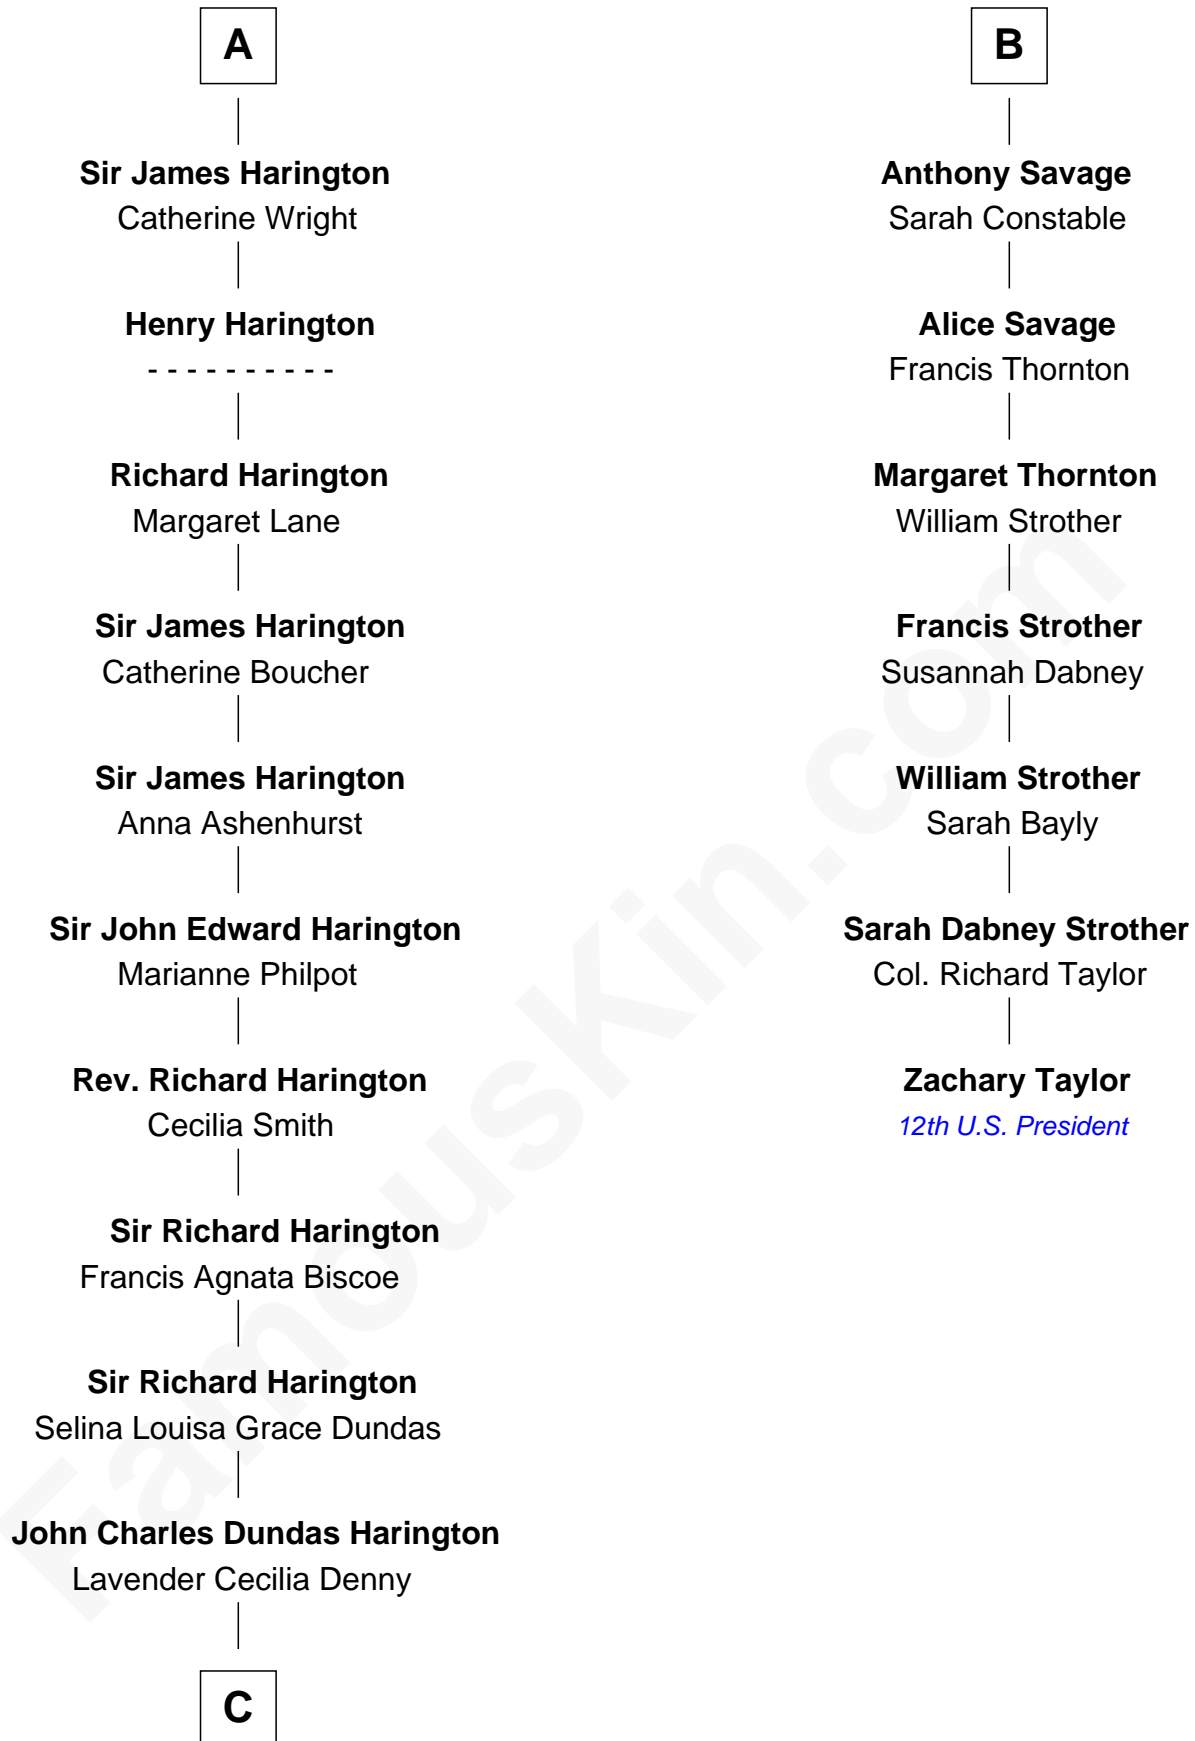 A
Sir James Harington
Catherine Wright
Henry Harington
- - - - - - - - - -
Richard Harington
Margaret Lane
Sir James Harington
Catherine Boucher
Sir James Harington
Anna Ashenhurst
Sir John Edward Harington
Marianne Philpot
Rev. Richard Harington
Cecilia Smith
Sir Richard Harington
Francis Agnata Biscoe
Sir Richard Harington
Selina Louisa Grace Dundas
John Charles Dundas Harington
Lavender Cecilia Denny
C
B
Anthony Savage
Sarah Constable
Alice Savage
Francis Thornton
Margaret Thornton
William Strother
Francis Strother
Susannah Dabney
William Strother
Sarah Bayly
Sarah Dabney Strother
Col. Richard Taylor
Zachary Taylor
12th U.S. President
FamousKin.com